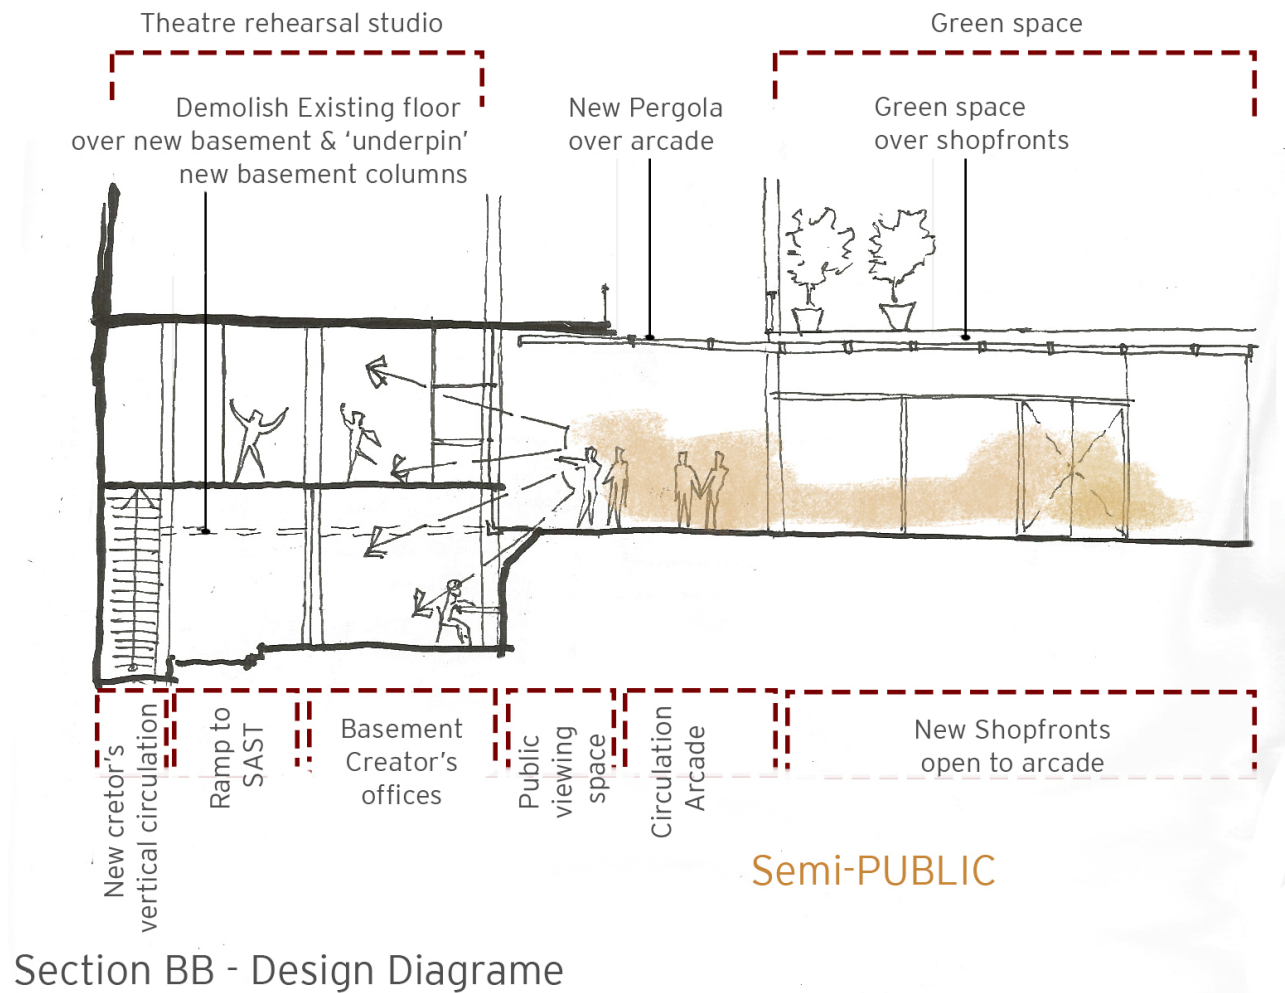 Theatre rehearsal studio
Green space
Demolish Existing floor
over new basement & ‘underpin’
new basement columns
New Pergola
over arcade
Green space
over shopfronts
New cretor’s
vertical circulation
Ramp to
SAST
Basement
Creator’s
offices
Public
viewing
space
Circulation
Arcade
New Shopfronts
open to arcade
Semi-PUBLIC
Section BB - Design Diagrame